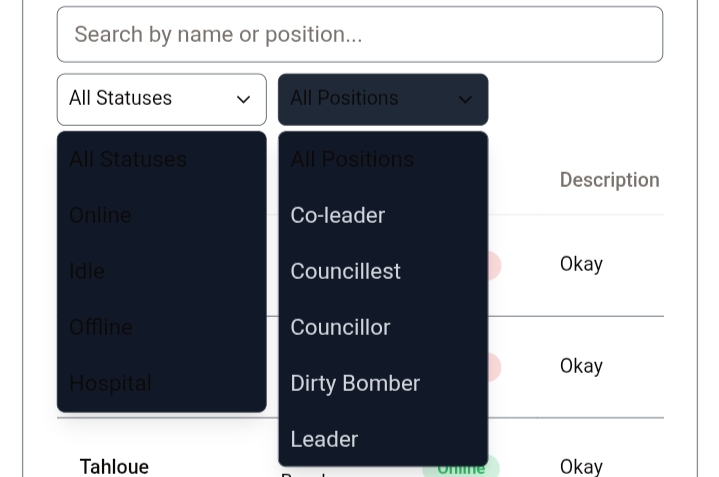 Search by name or position...
All Statuses
All Positions
All Statuses
Online
Idle
Offline
Hospital
All Positions
Co-leader
Councillest
Councillor
Dirty Bomber
Leader
Description
Okay
Okay
Tahloue
Online
Okay